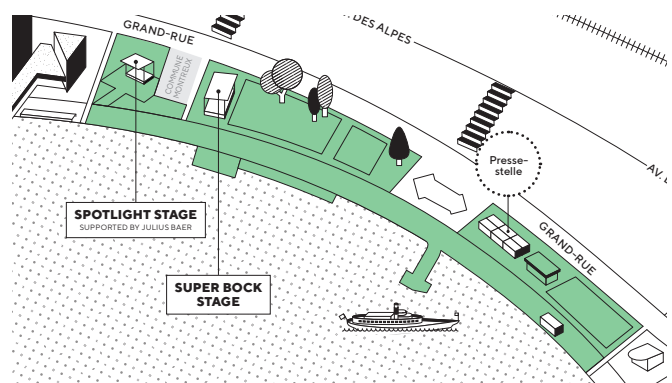 GRAND-RUE
. DES ALPES
COMMUNE
MONTREUX
Presse-
stelle
AV. D
SPOTLIGHT STAGE
SUPPORTED BY JULIUS BAER
GRAND-RUE
SUPER BOCK
STAGE